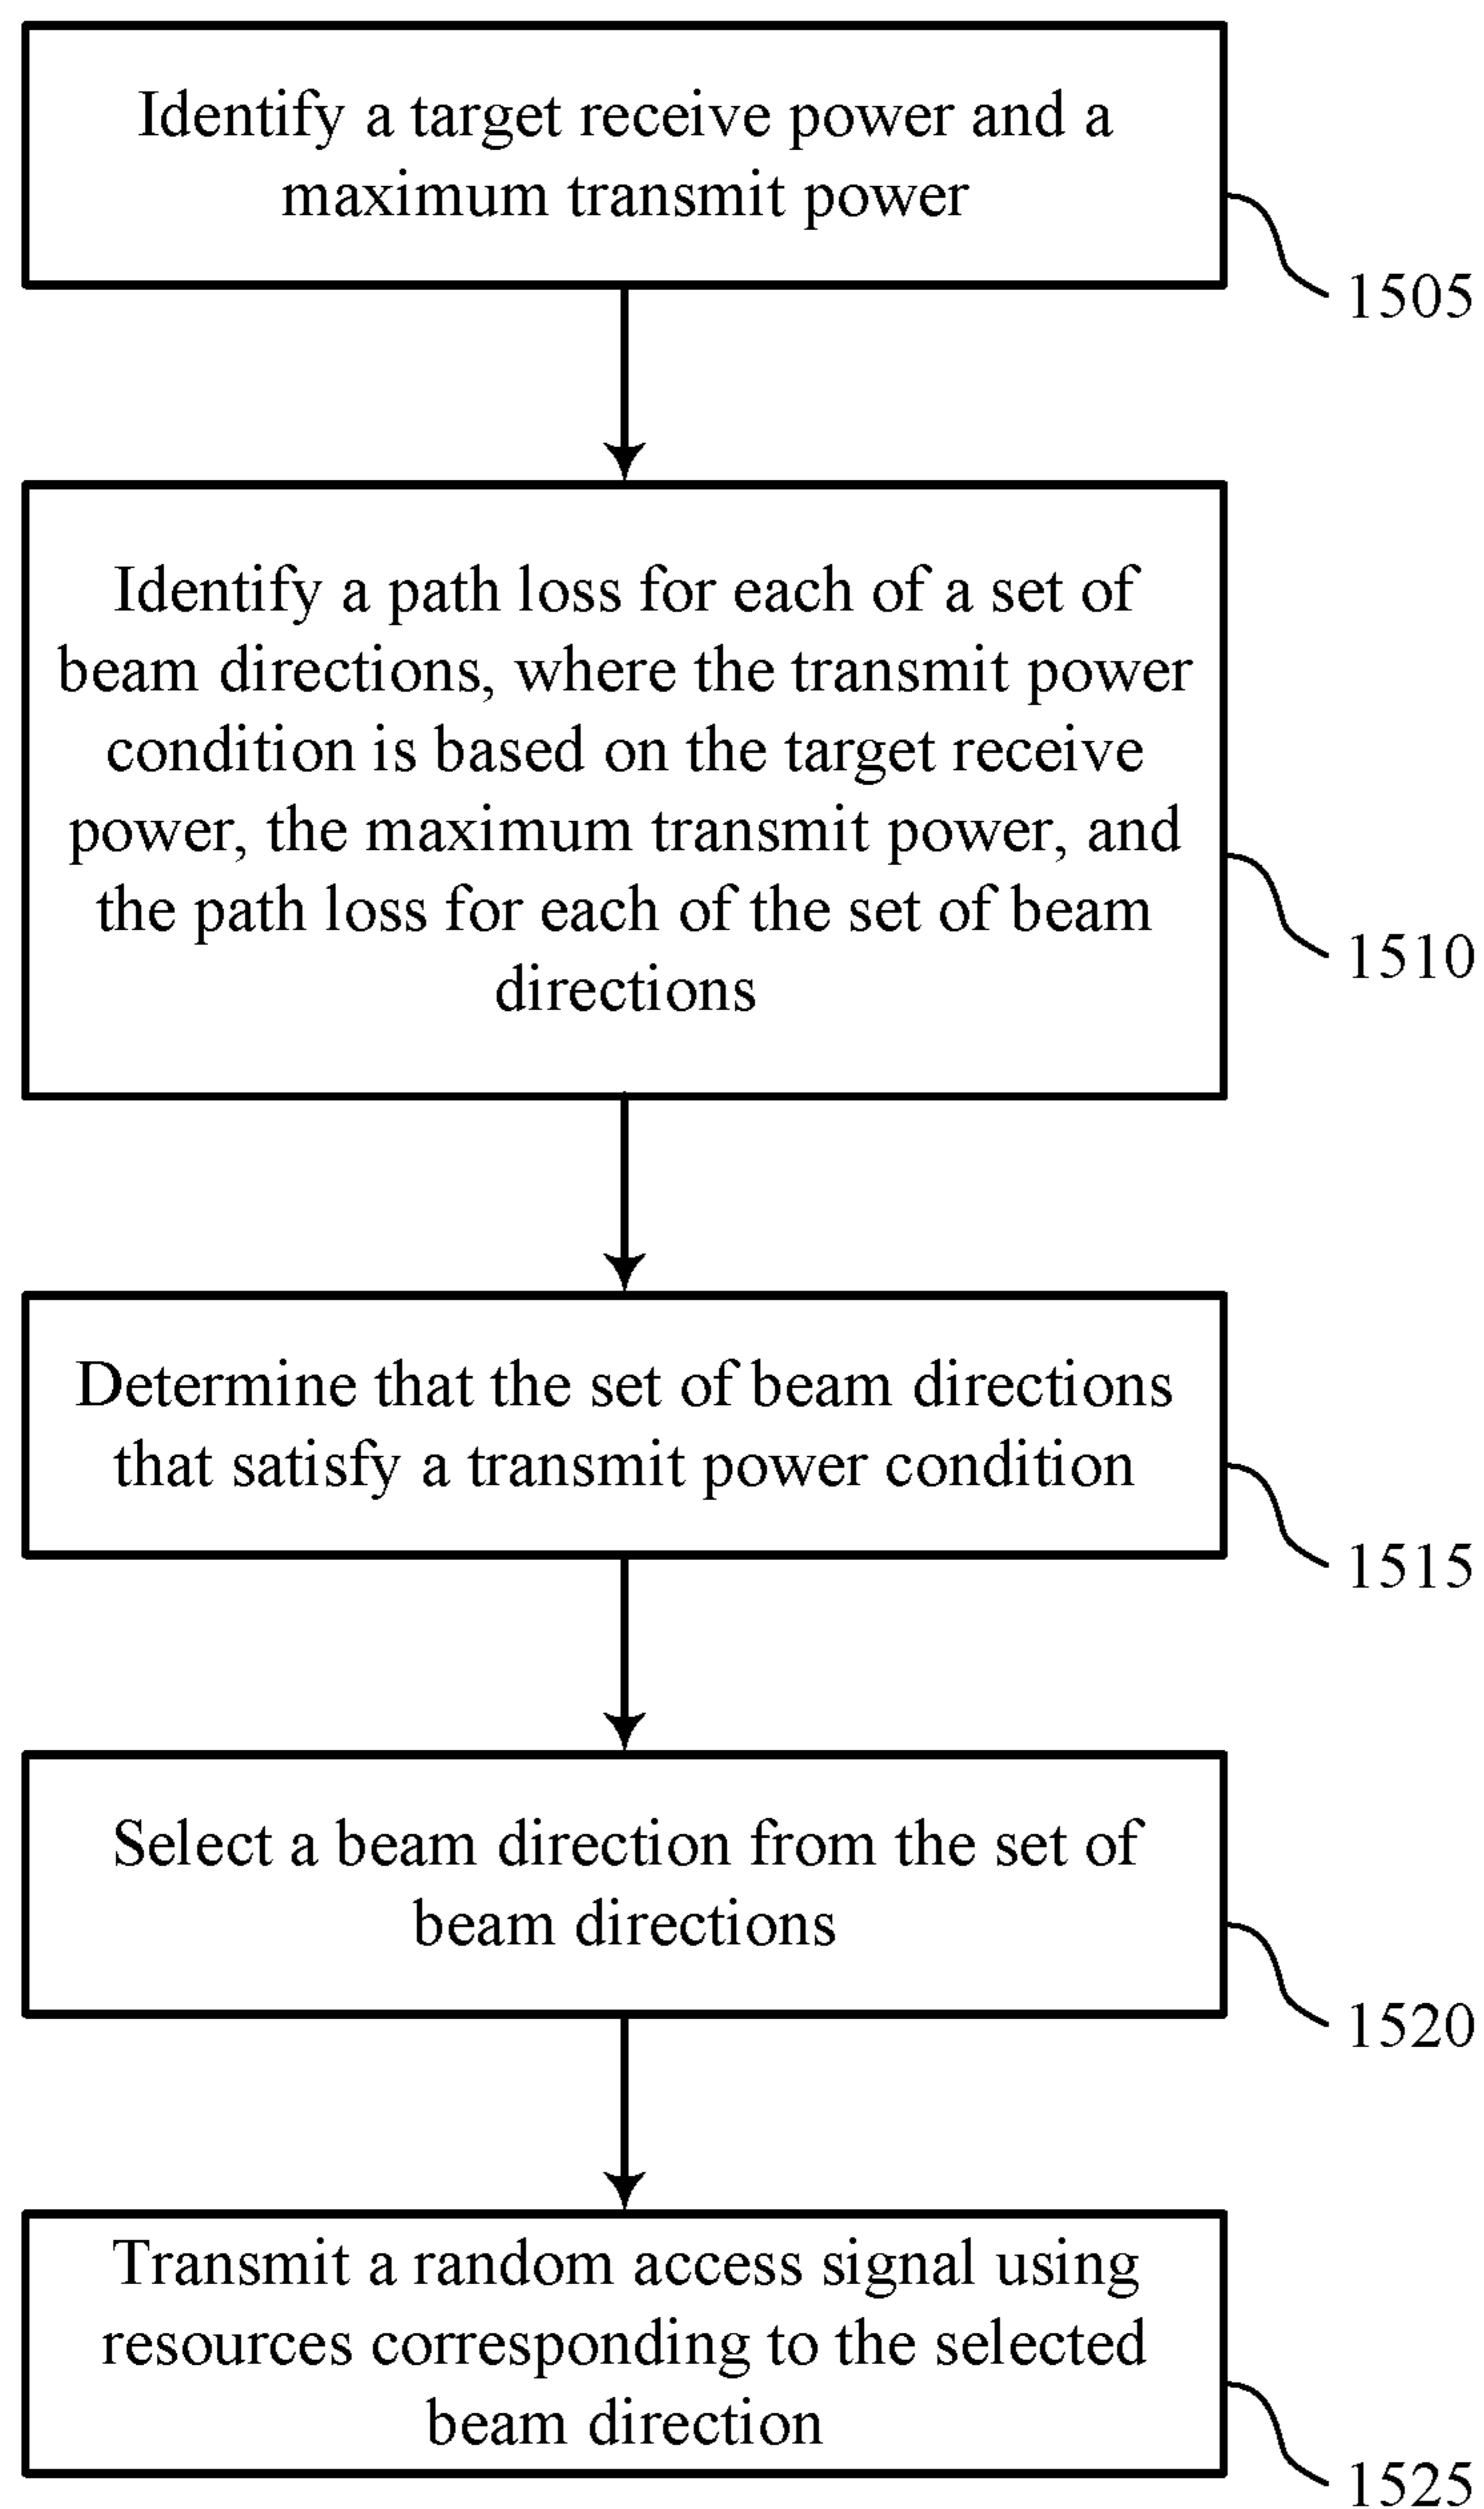 Identify a target receive power and a
maximum transmit power
1505
Identify a path loss for each of a set of
beam directions, where the transmit power
condition is based on the target receive
power, the maximum transmit power, and
the path loss for each of the set of beam
directions
1510
Determine that the set of beam directions
that satisfy a transmit power condition
1515
Select a beam direction from the set of
beam directions
1520
Transmit a random access signal using
resources corresponding to the selected
beam direction
1525